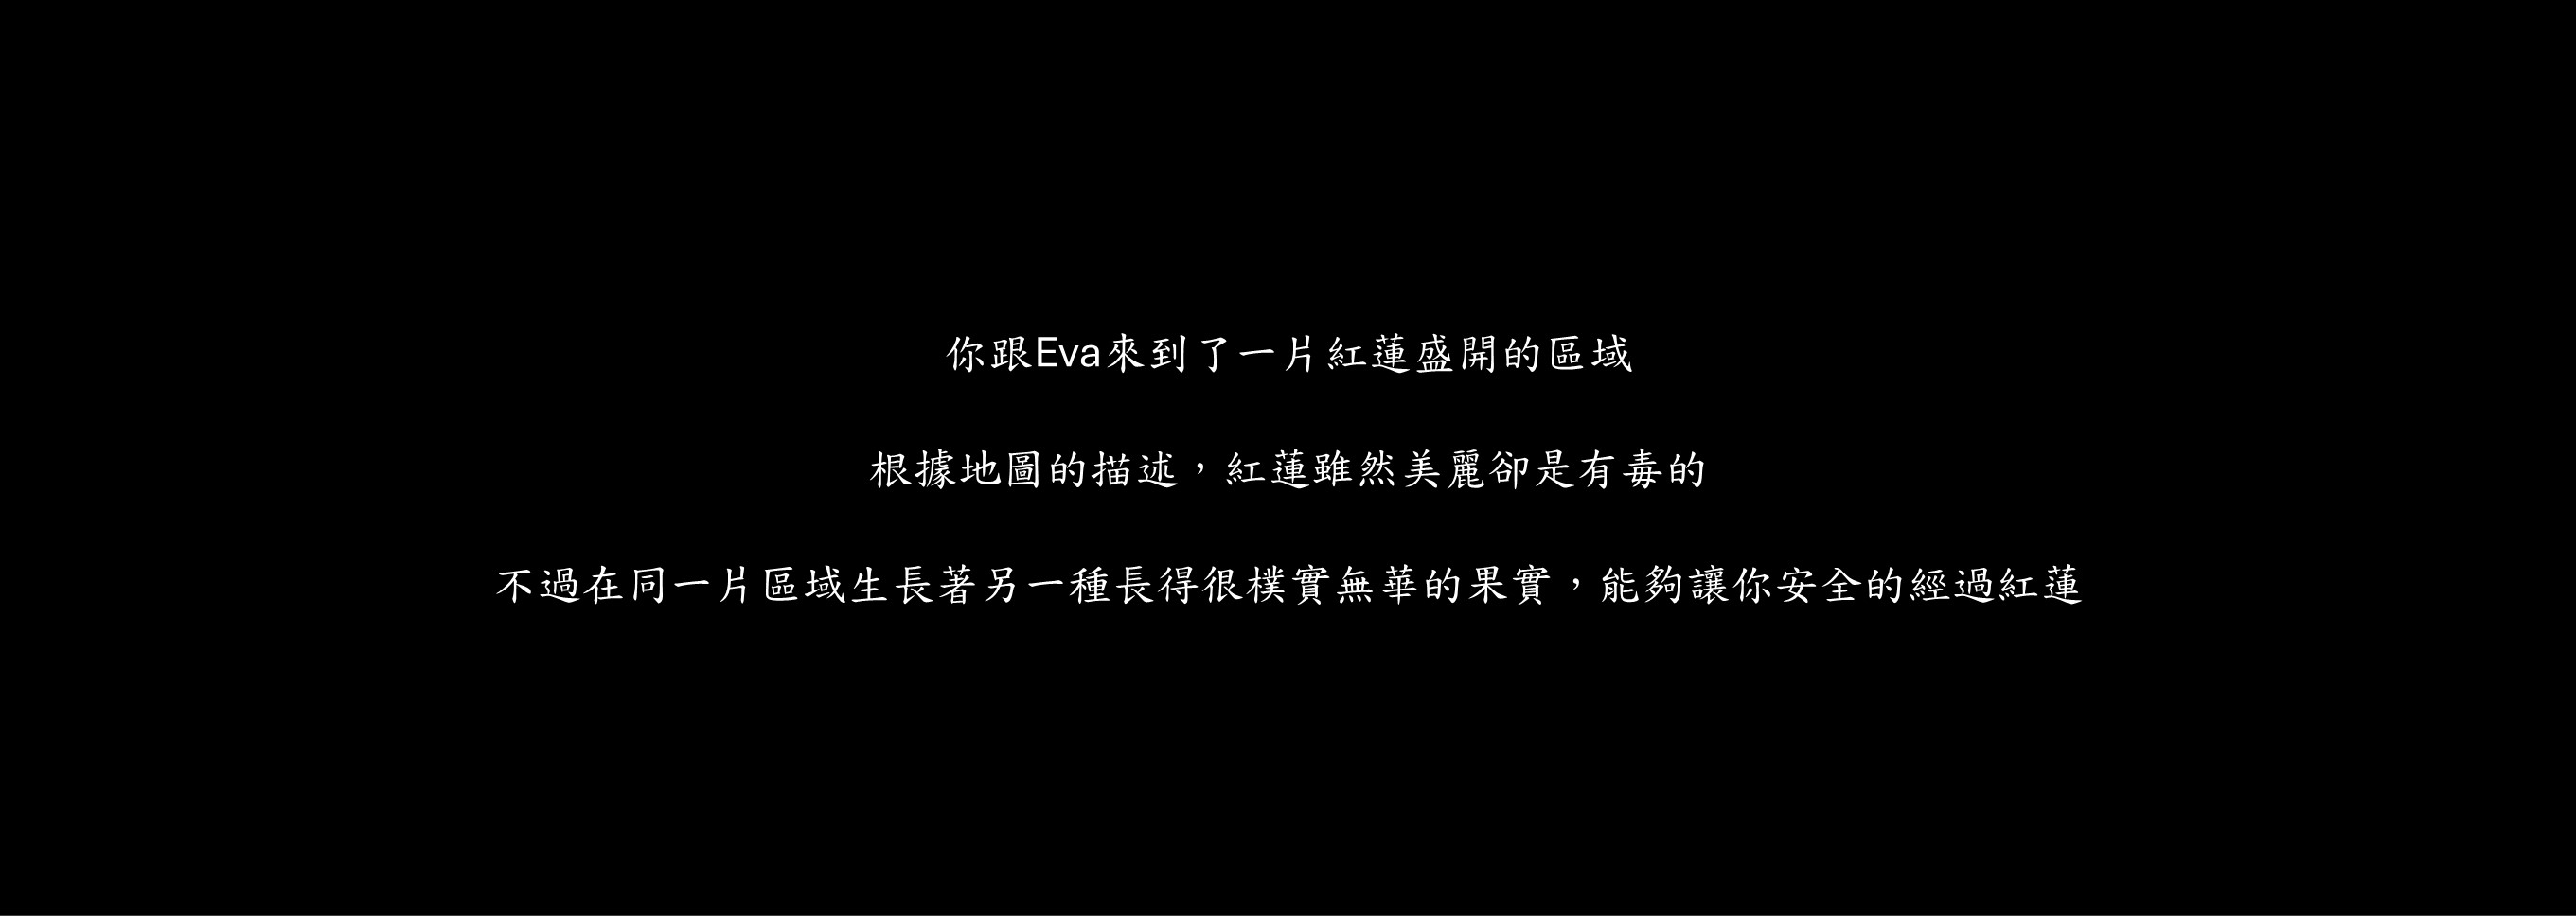 你跟Eva來到了一片紅蓮盛開的區域
根據地圖的描述，紅蓮雖然美麗卻是有毒的
不過在同一片區域生長著另一種長得很樸實無華的果實，能夠讓你安全的經過紅蓮